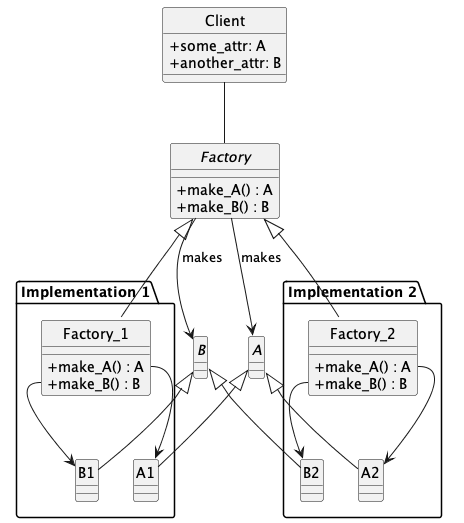 Client
+some_attr: A
+another_attr: B
Factory
+make_A() : A
+make_B() : B
makes
makes
Implementation 1
Implementation 2
Factory_1
+make_A() : A
+make_B() : B
B
A
Factory_2
+make_A() : A
+make_B() : B
B1
A1
B2
A2